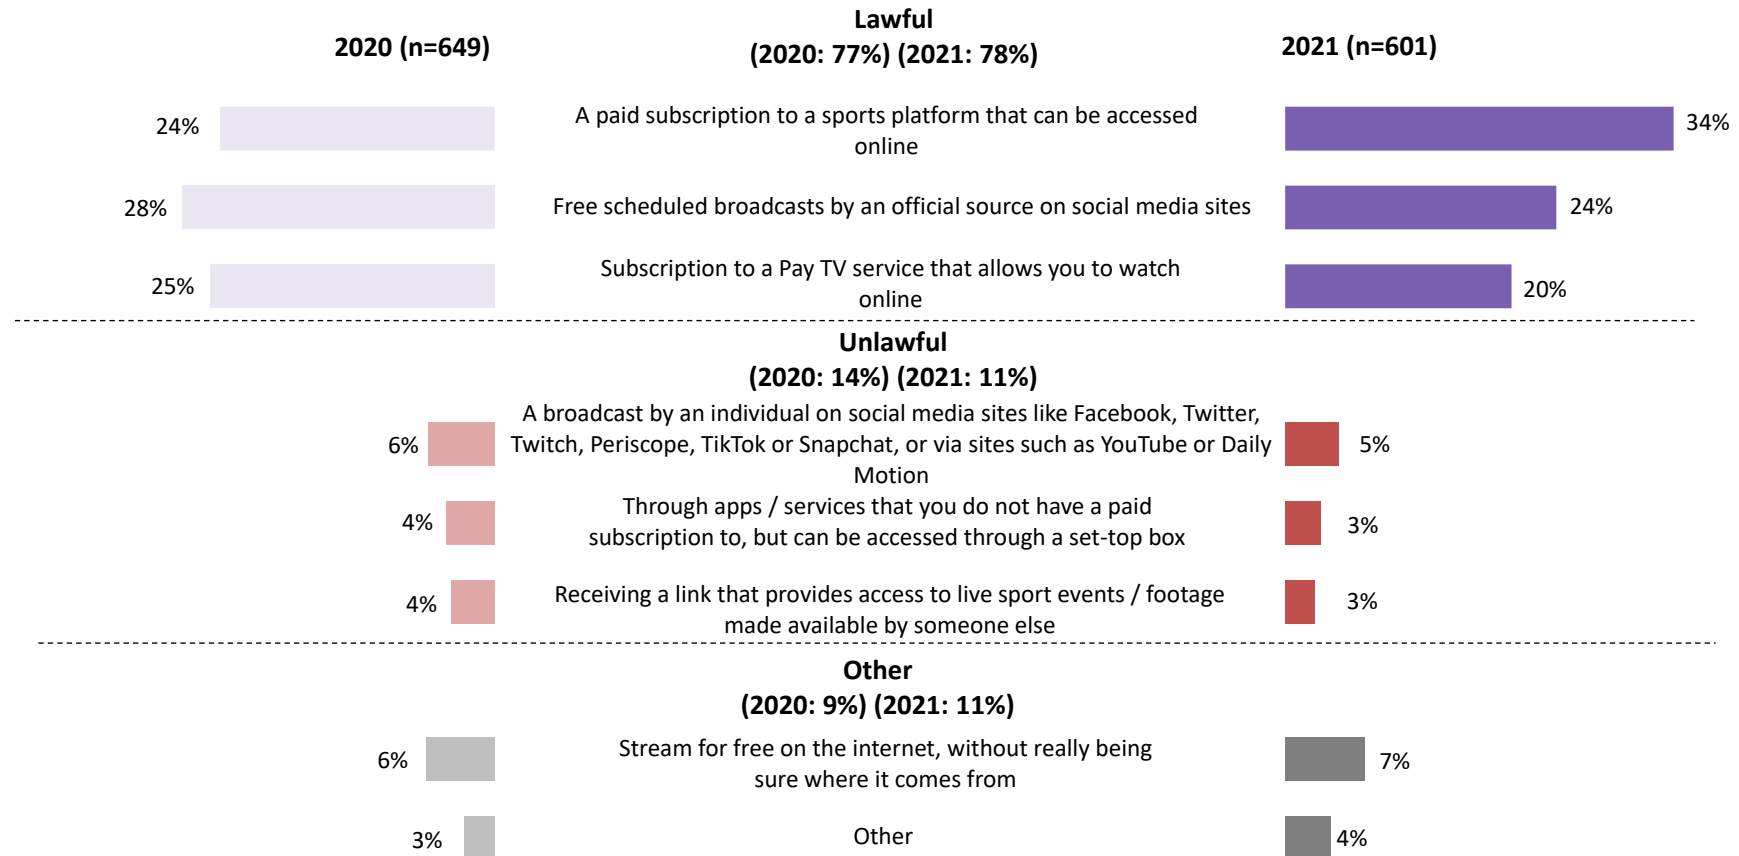 2020 (n=649)
Lawful
(2020: 77%) (2021: 78%)
2021 (n=601)
24%
A paid subscription to a sports platform that can be accessed
online
34%
28%
Free scheduled broadcasts by an official source on social media sites
24%
25%
Subscription to a Pay TV service that allows you to watch
online
20%
Unlawful
(2020: 14%) (2021: 11%)
6%
A broadcast by an individual on social media sites like Facebook, Twitter,
Twitch, Periscope, TikTok or Snapchat, or via sites such as YouTube or Daily
Motion
5%
4%
Through apps / services that you do not have a paid
subscription to, but can be accessed through a set-top box
3%
4%
Receiving a link that provides access to live sport events / footage
made available by someone else
3%
Other
(2020: 9%) (2021: 11%)
6%
Stream for free on the internet, without really being
sure where it comes from
7%
3%
Other
4%